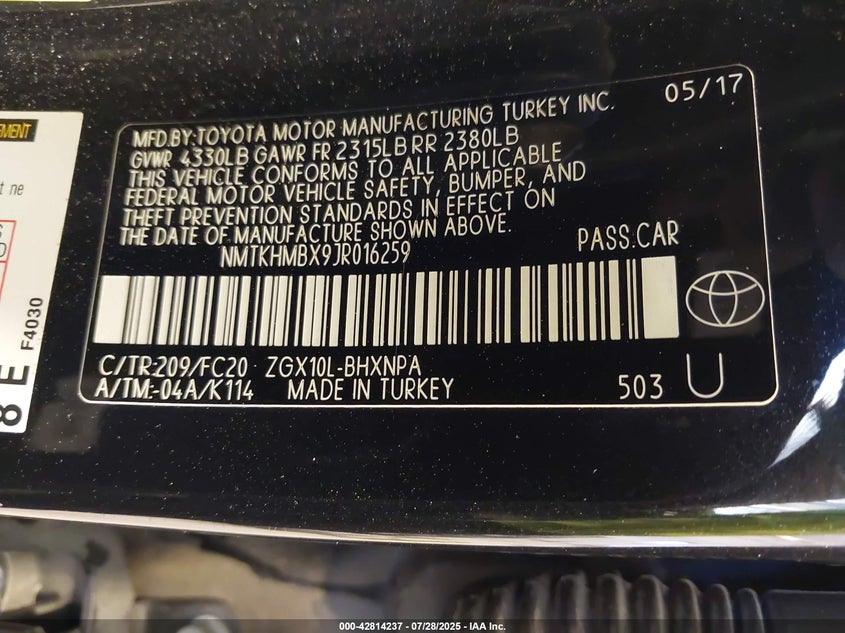 MFD.BY:TOYOTA MOTOR MANUFACTURING TURKEY INC. 05/17
GVWR 4330LB GAWR FR 2315LB RR 2380LB
THIS VEHICLE CONFORMS TO ALL APPLICABLE
FEDERAL MOTOR VEHICLE SAFETY, BUMPER, AND
THEFT PREVENTION STANDARDS IN EFFECT ON
THE DATE OF MANUFACTURE SHOWN ABOVE.
NMTKHMBX9JR016259 PASS.CAR
C/TR:209/FC20 ZGX10L-BHXNPA
A/TM:-04A/K114 MADE IN TURKEY 503 U
F4030
8 E
000-42814237 - 07/28/2025 - IAA Inc.